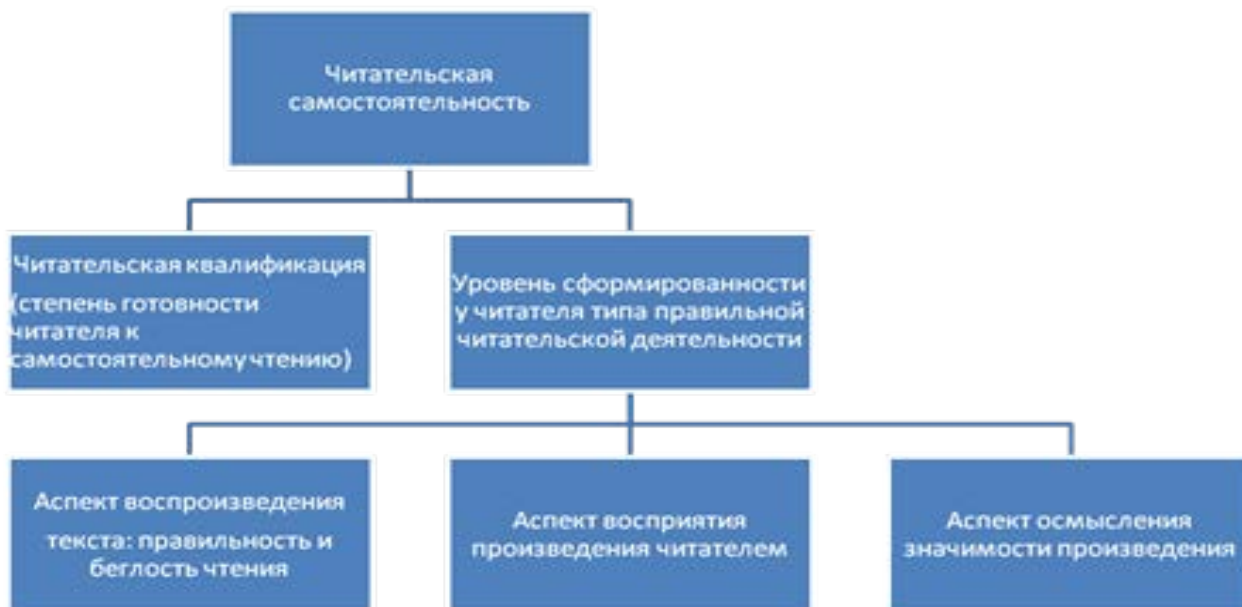 Читательская
самостоятельность
Читательская квалификация
(степень готовности
читателя к
самостоятельному чтению)
Уровень сформированности
у читателя типа правильной
читательской деятельности
Аспект воспроизведения
текста: правильность и
беглость чтения
Аспект восприятия
произведения читателем
Аспект осмысления
значимости произведения